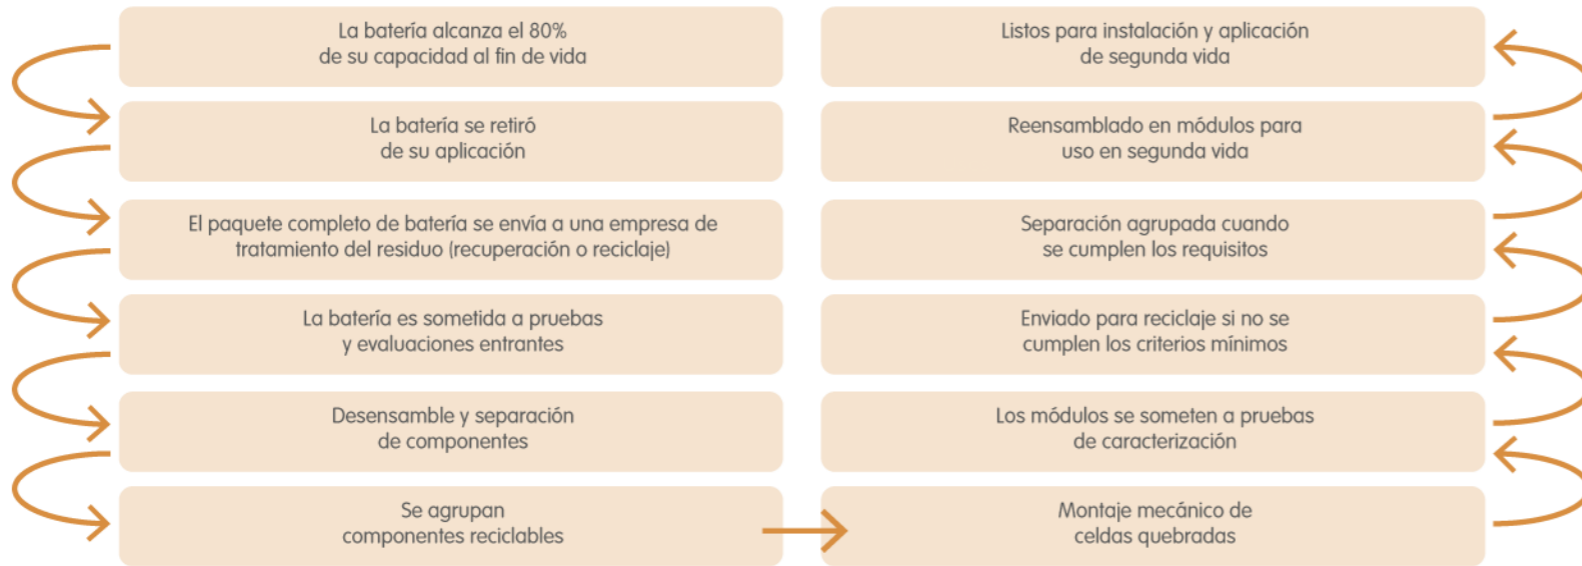 La batería alcanza el 80%
de su capacidad al fin de vida
La batería se retiró
de su aplicación
El paquete completo de batería se envía a una empresa de
tratamiento del residuo (recuperación o reciclaje)
La batería es sometida a pruebas
y evaluaciones entrantes
Desensamble y separación
de componentes
Se agrupan
componentes reciclables
Listos para instalación y aplicación
de segunda vida
Reensamblado en módulos para
uso en segunda vida
Separación agrupada cuando
se cumplen los requisitos
Enviado para reciclaje si no se
cumplen los criterios mínimos
Los módulos se someten a pruebas
de caracterización
Montaje mecánico de
celdas quebradas